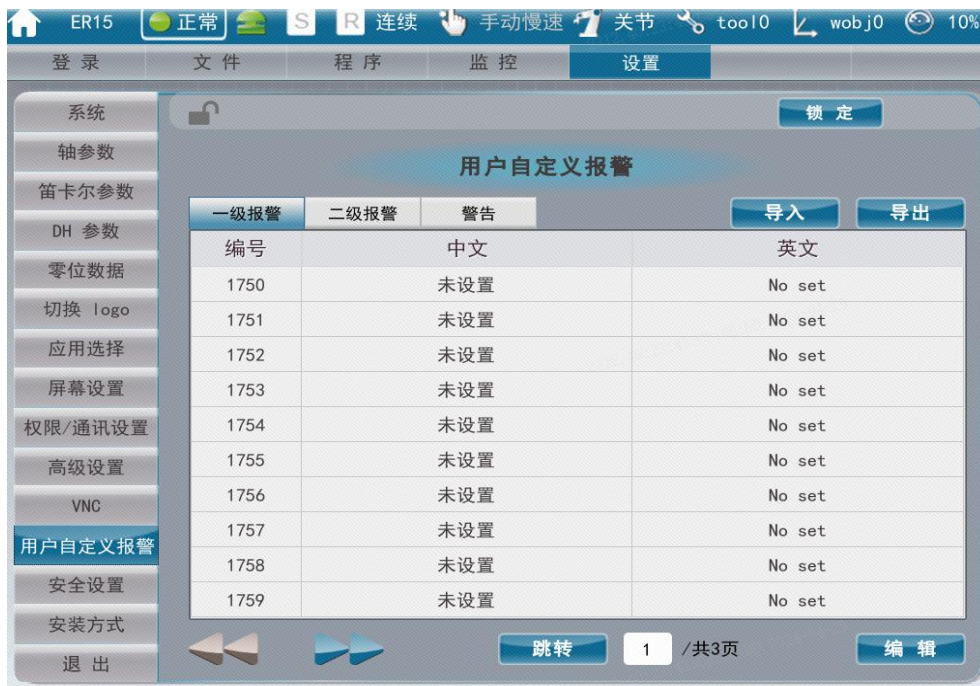 ER15 正常 S R 连续 手动慢速 关节 tool0 wobj0 10%
登 录 文 件 程 序 监 控 设置
系统
轴参数
笛卡尔参数
DH 参数
零位数据
切换 logo
应用选择
屏幕设置
权限/通讯设置
高级设置
VNC
用户自定义报警
安全设置
安装方式
退 出
锁 定
用户自定义报警
一级报警 二级报警 警告 导入 导出
编号 中文 英文
1750 未设置 No set
1751 未设置 No set
1752 未设置 No set
1753 未设置 No set
1754 未设置 No set
1755 未设置 No set
1756 未设置 No set
1757 未设置 No set
1758 未设置 No set
1759 未设置 No set
跳转 1 /共3页 编 辑